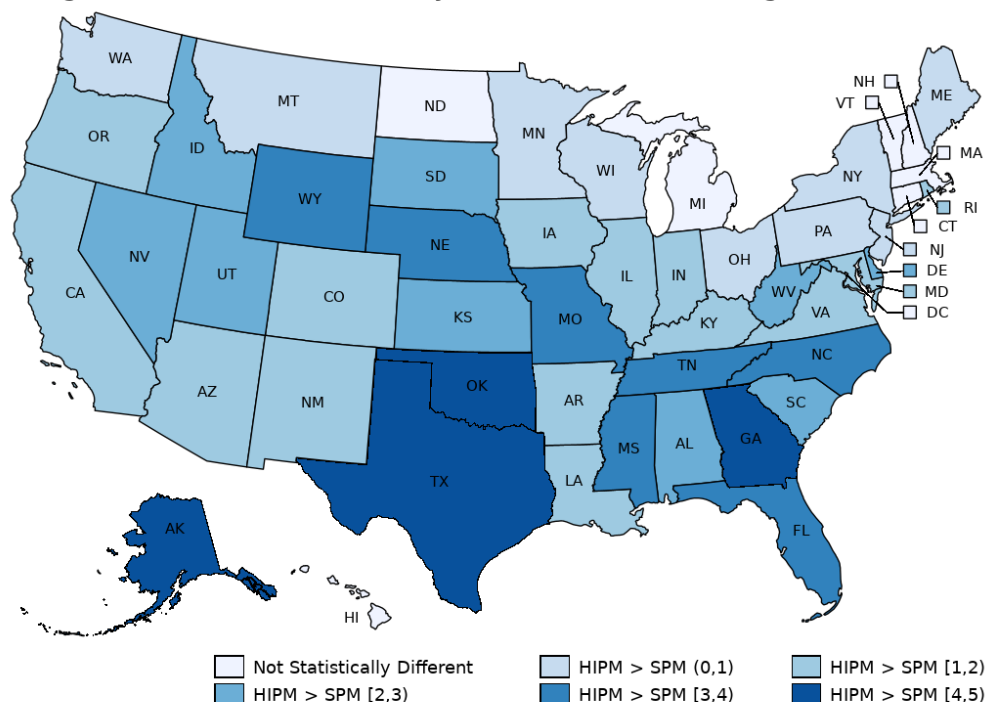 WA
MT
ND
MN
ME
NH
VT
MA
RI
CT
NJ
DE
MD
DC
OR
ID
WY
SD
WI
MI
NY
PA
NV
UT
CO
NE
IA
IL
IN
OH
WV
VA
CA
KS
MO
KY
TN
NC
AZ
NM
OK
AR
SC
MS
AL
GA
TX
LA
FL
AK
HI
Not Statistically Different
HIPM > SPM (0,1)
HIPM > SPM [1,2)
HIPM > SPM [2,3)
HIPM > SPM [3,4)
HIPM > SPM [4,5)